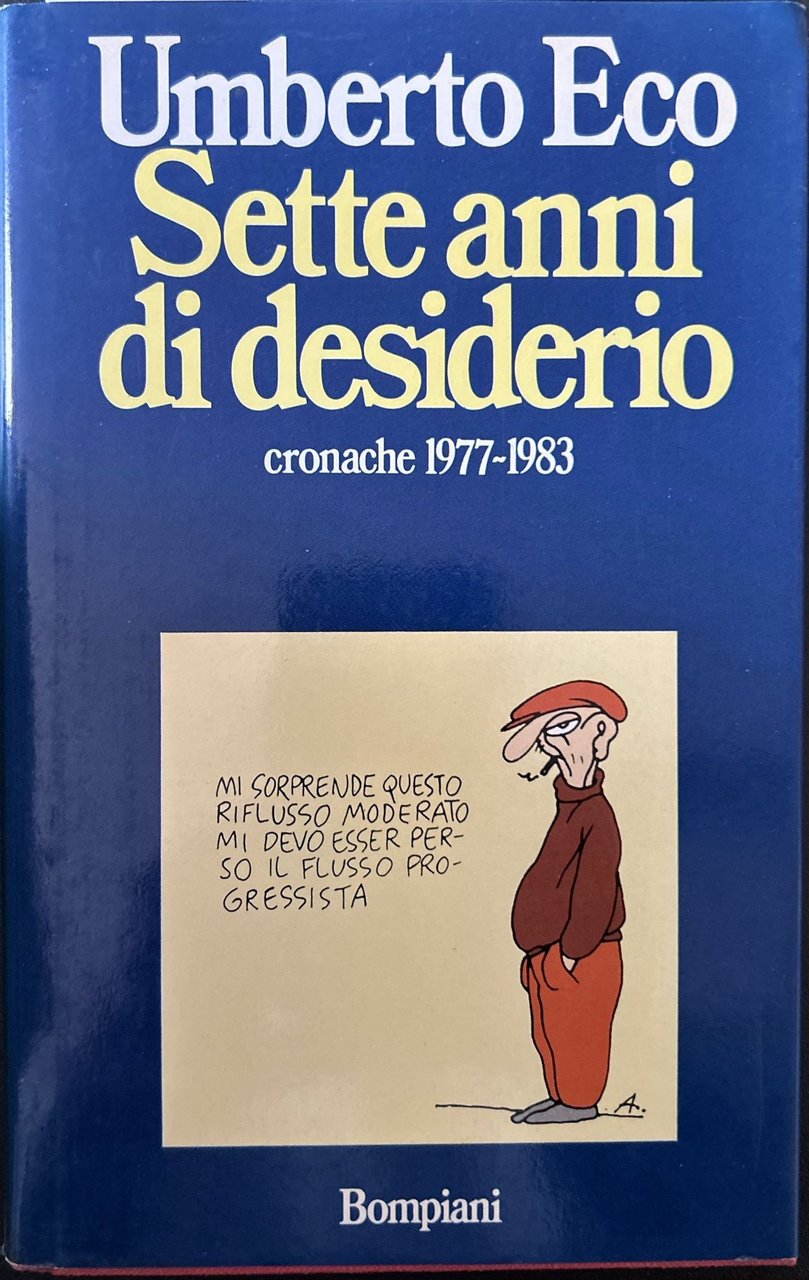 Umberto Eco
Sette anni
di desiderio
cronache 1977~1983
MI SORPRENDE QUESTO
RIFLUSSO MODERATO
MI DEVO ESSER PER-
SO IL FLUSSO PRO-
GRESSISTA
A.
Bompiani